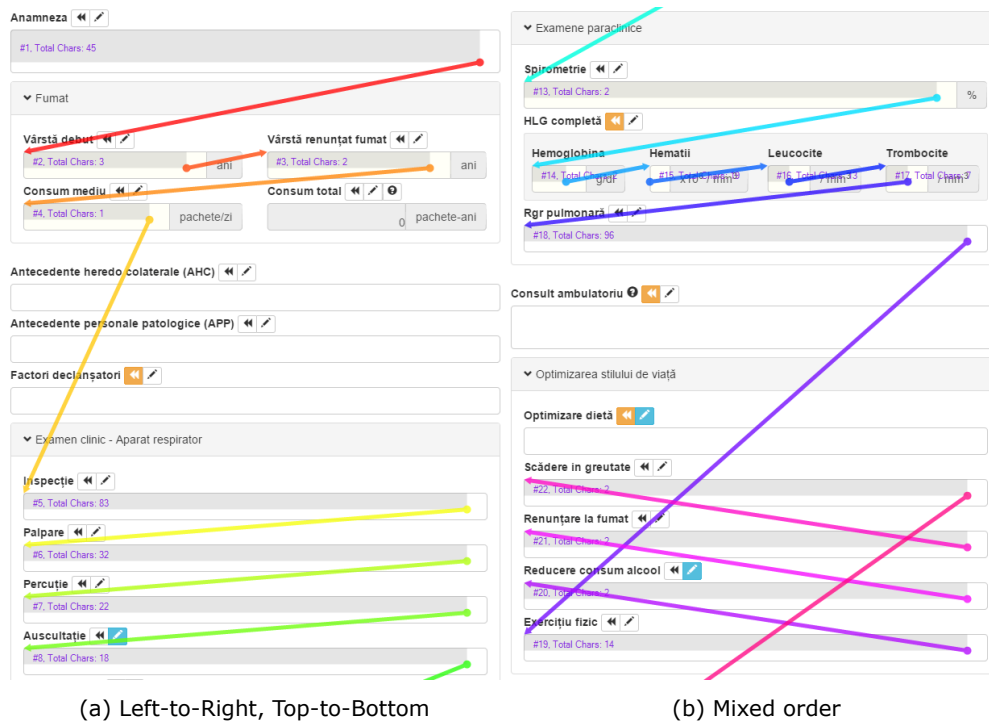 Anamneza
#1, Total Chars: 45
Fumat
Vârstă debut
Vârstă renunțat fumat
#2, Total Chars: 3
ani
#3, Total Chars: 2
ani
Consum mediu
Consum total
#4, Total Chars: 1
pachete/zi
0
pachete-ani
Antecedente heredo colaterale (AHC)
Antecedente personale patologice (APP)
Factori declanșatori
Examen clinic - Aparat respirator
Inspecție
#5, Total Chars: 83
Palpare
#6, Total Chars: 32
Percuție
#7, Total Chars: 22
Auscultație
#8, Total Chars: 18
(a) Left-to-Right, Top-to-Bottom
Examene paraclinice
Spirometrie
#13, Total Chars: 2
%
HLG completă
Hemoglobina
Hematii
Leucocite
Trombocite
#14, Total
g/dl
#15, Total
#16, Total
#17, Total
Rgr pulmonară
#18, Total Chars: 96
Consult ambulatoriu
Optimizarea stilului de viață
Optimizare dietă
Scădere in greutate
#22, Total Chars: 2
Renunțare la fumat
#21, Total Chars: 2
Reducere consum alcool
#20, Total Chars: 2
Exercițiu fizic
#19, Total Chars: 14
(b) Mixed order